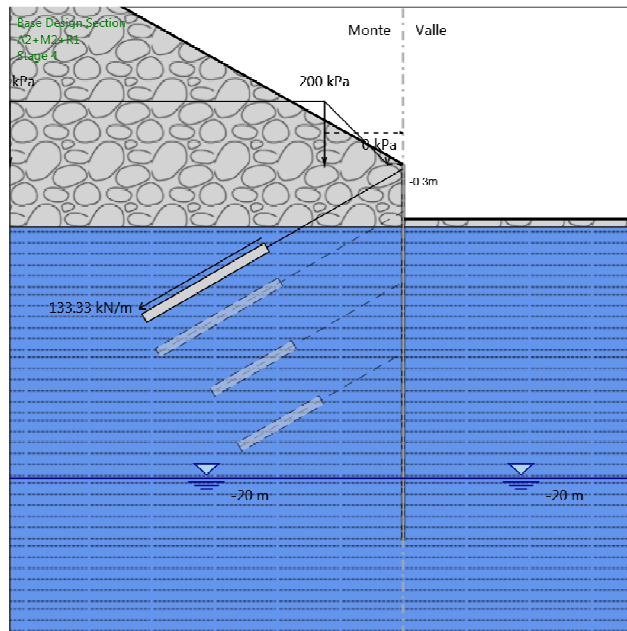 Base Design Section
A2+M2+R1
Stage 4
Monte
Valle
kPa
200 kPa
0 kPa
-0.3m
133.33 kN/m
-20 m
-20 m